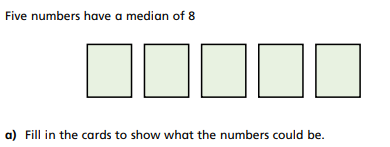 Five numbers have a median of 8
a) Fill in the cards to show what the numbers could be.